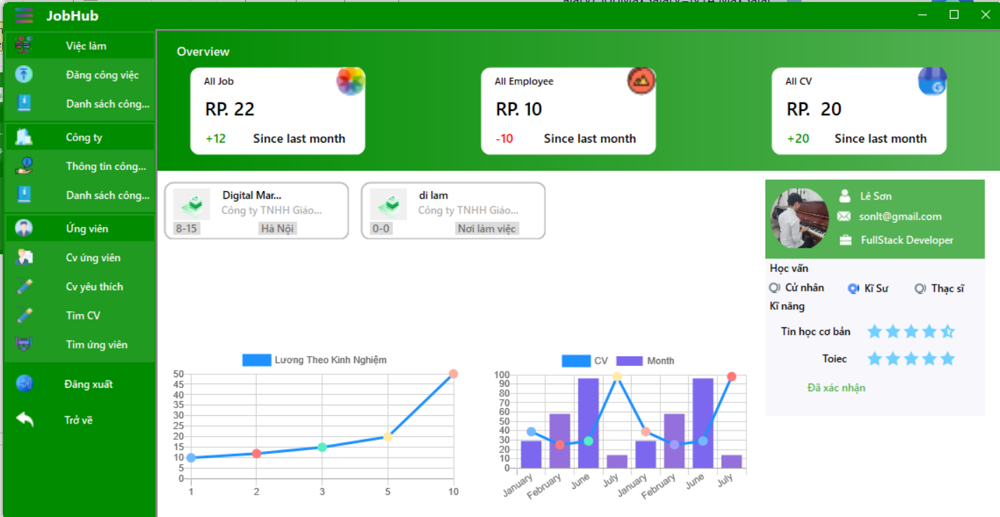 JobHub
Việc làm
Đăng công việc
Danh sách công...
Công ty
Thông tin công...
Danh sách công...
Ứng viên
Cv ứng viên
Cv yêu thích
Tìm CV
Tìm ứng viên
Đăng xuất
Trở về
Overview
All Job
RP. 22
+12 Since last month
All Employee
RP. 10
-10 Since last month
All CV
RP. 20
+20 Since last month
Digital Mar...
Công ty TNHH Giáo...
8-15 Hà Nội
di lam
Công ty TNHH Giáo...
0-0 Nơi làm việc
Lê Sơn
sonlt@gmail.com
FullStack Developer
Học vấn
Cử nhân Kĩ Sư Thạc sĩ
Kĩ năng
Tin học cơ bản
Toiec
Đã xác nhận
Lương Theo Kinh Nghiệm
50
45
40
35
30
25
20
15
10
5
0
1 2 3 5 10
CV Month
100
90
80
70
60
50
40
30
20
10
0
January February June July January February June July